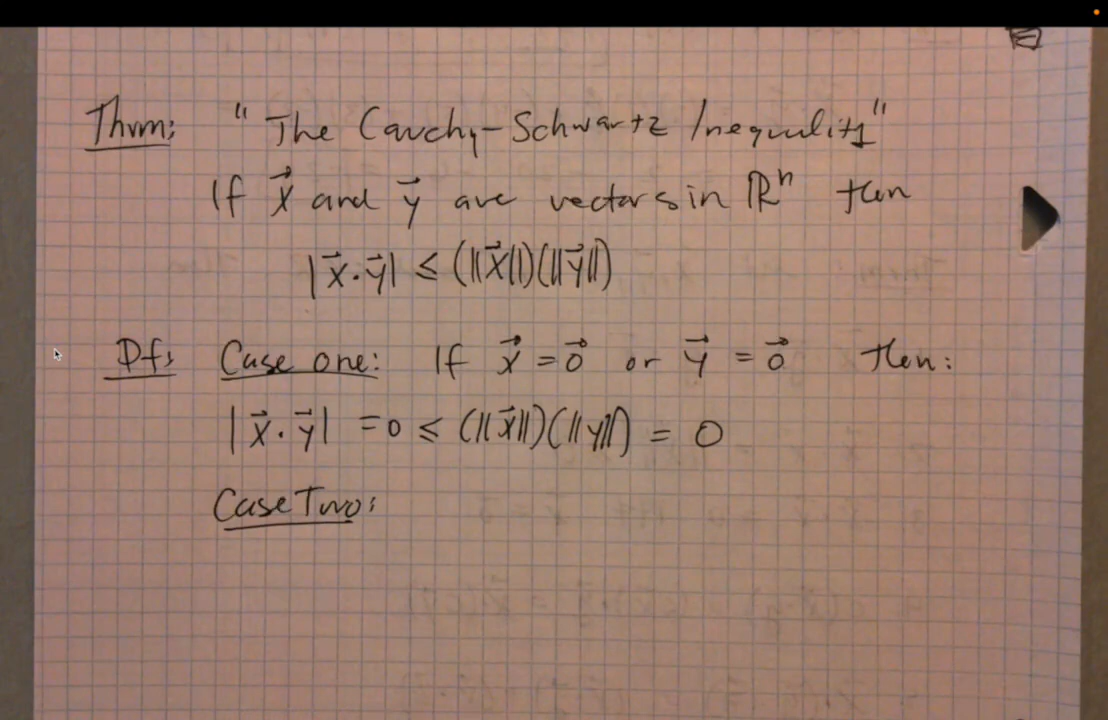 Thrm: "The Cauchy-Schwartz Inequality"
If x⃗ and y⃗ are vectors in ℝⁿ then
|x⃗·y⃗| ≤ (||x⃗||)(||y⃗||)
Pf: Case one: If x⃗ = 0⃗ or y⃗ = 0⃗ then:
|x⃗·y⃗| = 0 ≤ (||x⃗||)(||y||) = 0
Case Two: